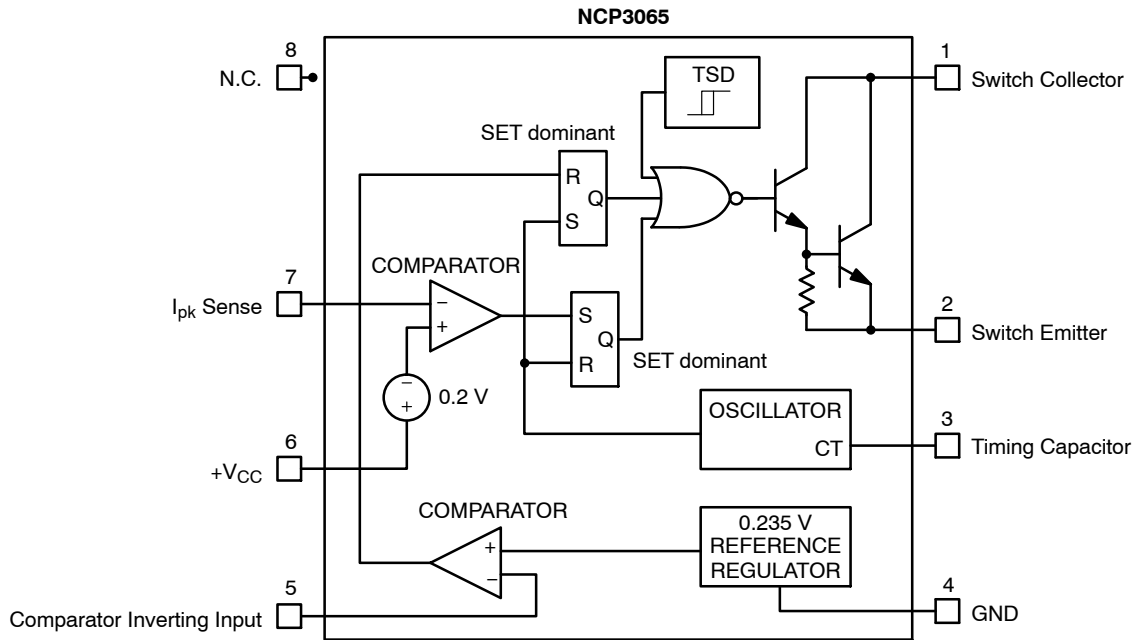 NCP3065
8
N.C.
1
Switch Collector
TSD
SET dominant
R
Q
S
COMPARATOR
7
Ipk Sense
−
+
S
Q
R
SET dominant
2
Switch Emitter
−
+
0.2 V
6
+VCC
OSCILLATOR
CT
3
Timing Capacitor
COMPARATOR
+
−
0.235 V
REFERENCE
REGULATOR
5
Comparator Inverting Input
4
GND